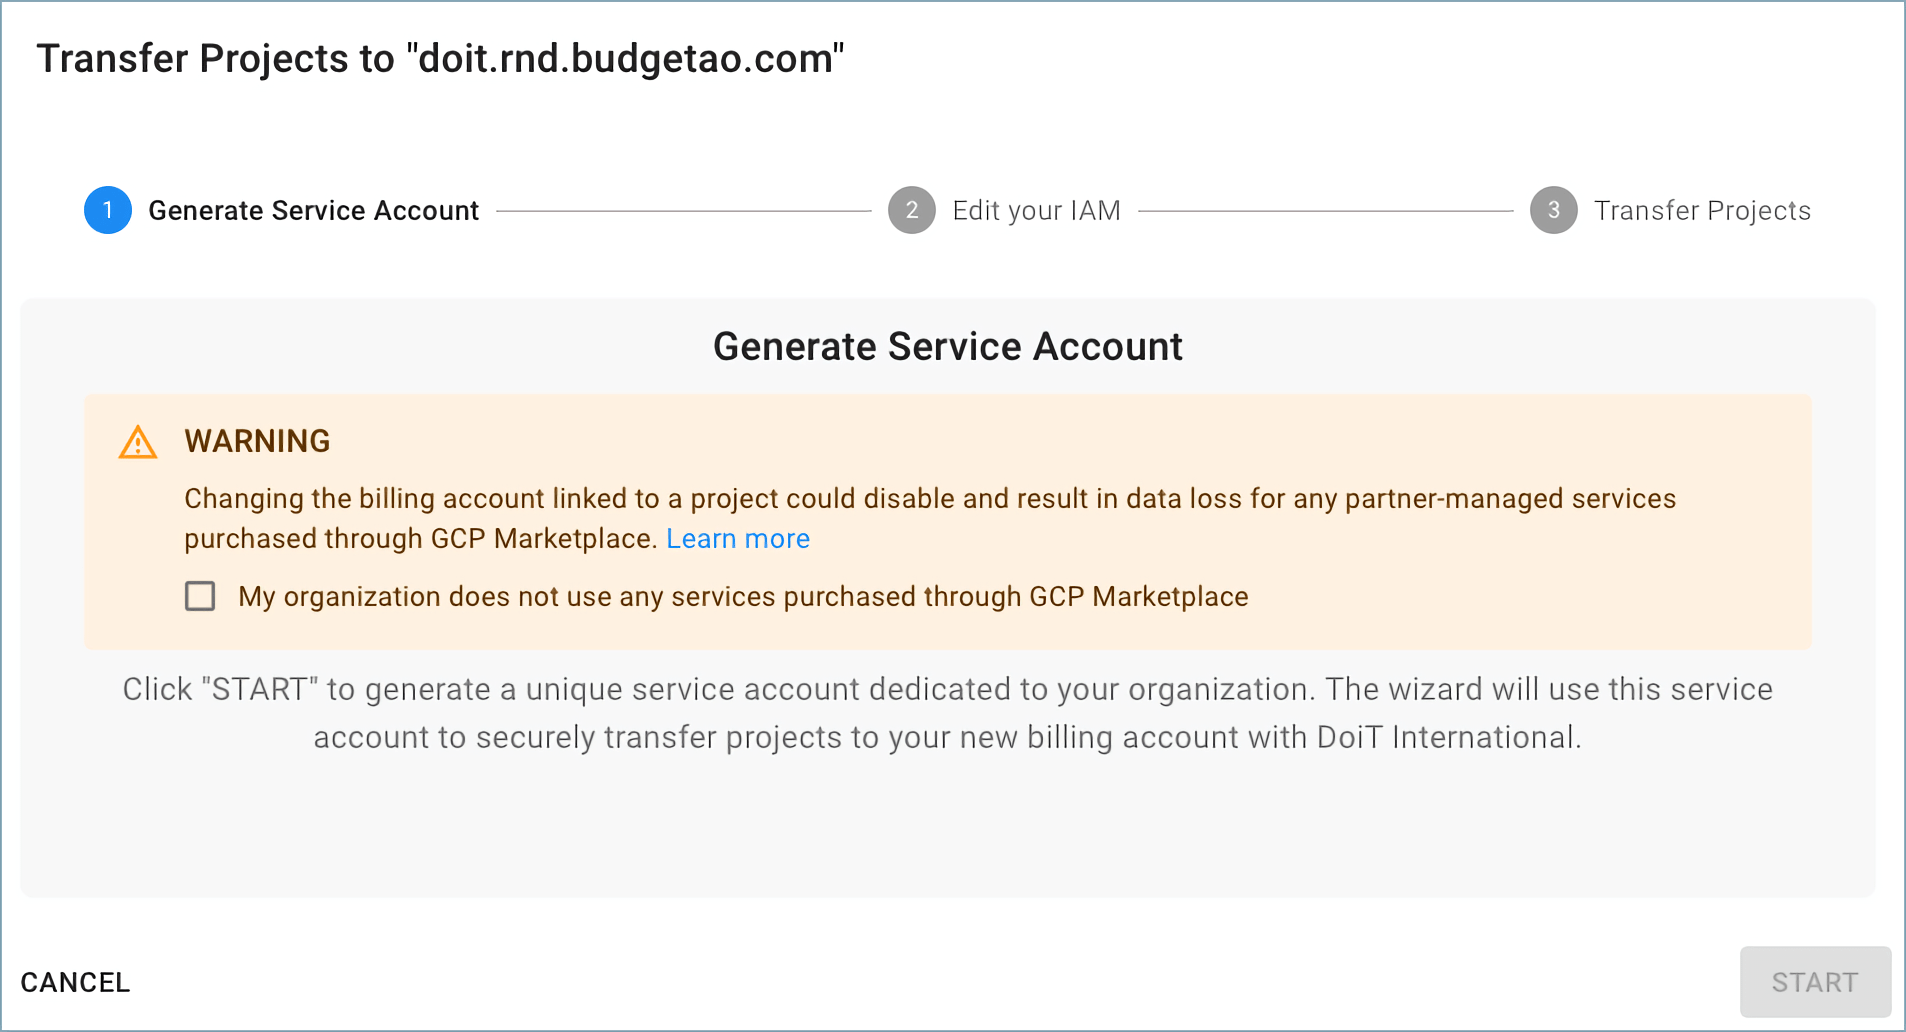 Transfer Projects to "doit.rnd.budgetao.com"
1 Generate Service Account 2 Edit your IAM 3 Transfer Projects
Generate Service Account
WARNING
Changing the billing account linked to a project could disable and result in data loss for any partner-managed services
purchased through GCP Marketplace. Learn more
My organization does not use any services purchased through GCP Marketplace
Click "START" to generate a unique service account dedicated to your organization. The wizard will use this service
account to securely transfer projects to your new billing account with DoiT International.
CANCEL START